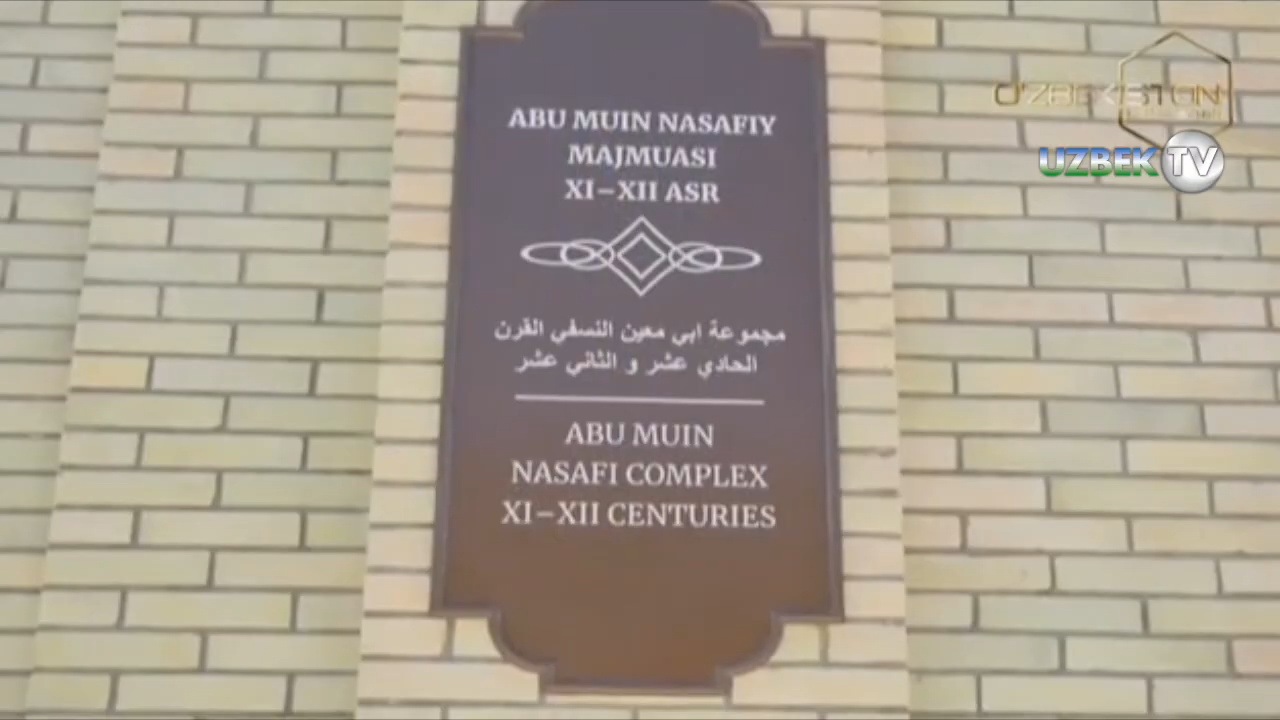 ABU MUIN NASAFIY
MAJMUASI
XI–XII ASR
مجموعة ابي معين النسفي القرن
الحادي عشر و الثاني عشر
ABU MUIN
NASAFI COMPLEX
XI–XII CENTURIES
O'ZBEKISTON
UZBEK TV